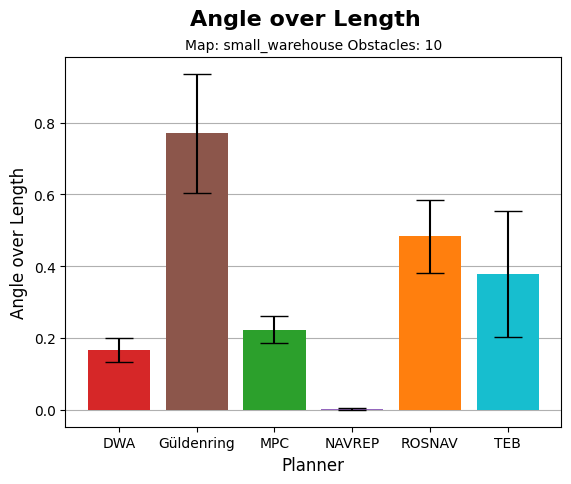 Angle over Length
Map: small_warehouse Obstacles: 10
Angle over Length
0.8
0.6
0.4
0.2
0.0
DWA Güldenring MPC NAVREP ROSNAV TEB
Planner